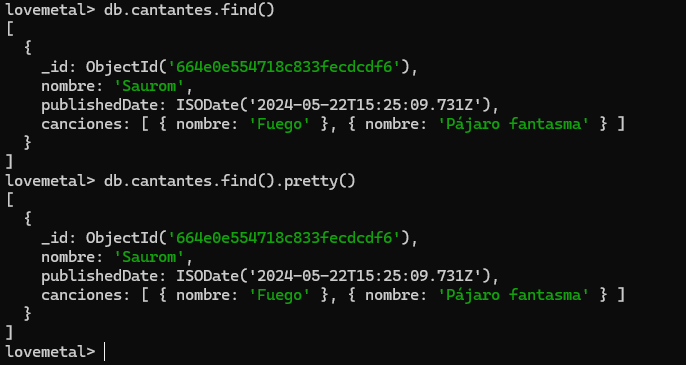 lovemetal> db.cantantes.find()
[
  {
    _id: ObjectId('664e0e554718c833fecdcdf6'),
    nombre: 'Saurom',
    publishedDate: ISODate('2024-05-22T15:25:09.731Z'),
    canciones: [ { nombre: 'Fuego' }, { nombre: 'Pájaro fantasma' } ]
  }
]
lovemetal> db.cantantes.find().pretty()
[
  {
    _id: ObjectId('664e0e554718c833fecdcdf6'),
    nombre: 'Saurom',
    publishedDate: ISODate('2024-05-22T15:25:09.731Z'),
    canciones: [ { nombre: 'Fuego' }, { nombre: 'Pájaro fantasma' } ]
  }
]
lovemetal>